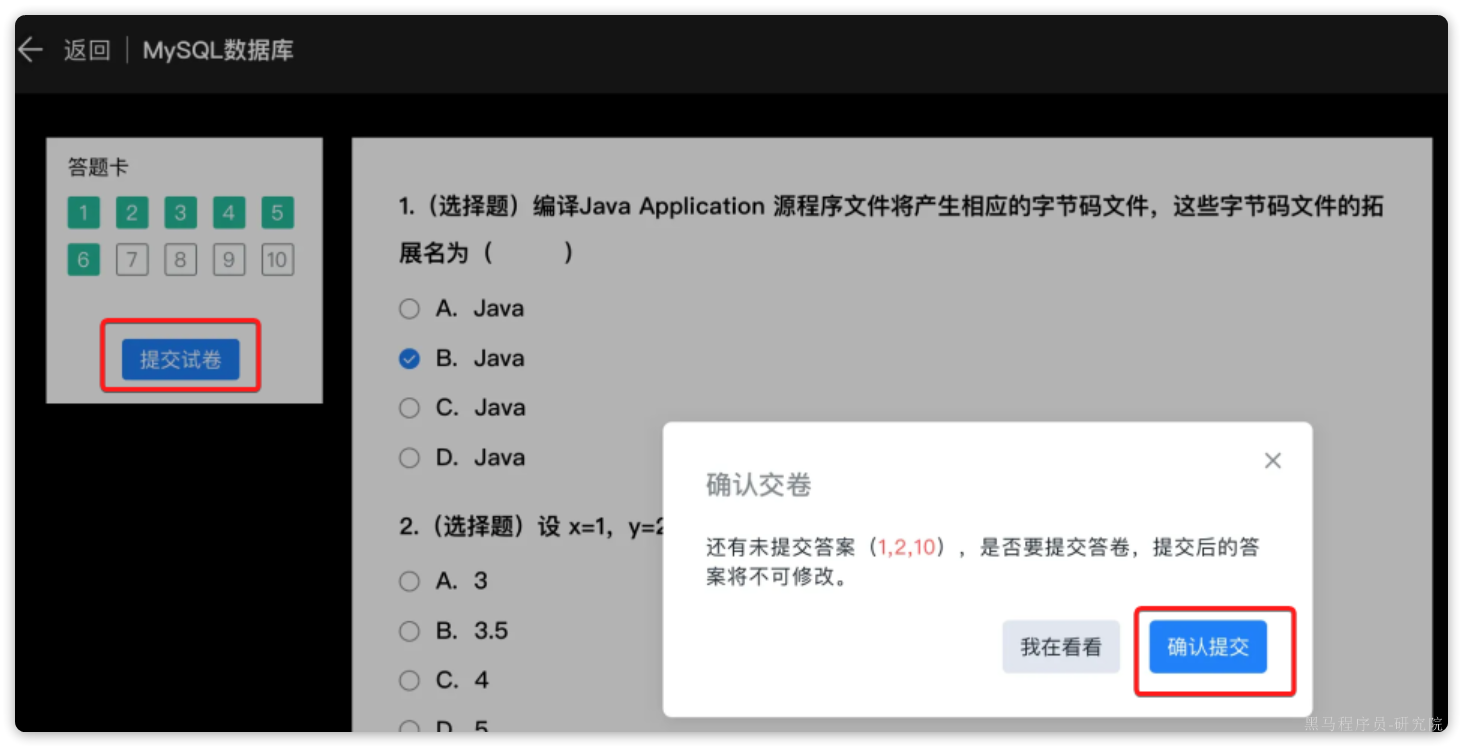 返回 | MySQL数据库
答题卡
1 2 3 4 5
6 7 8 9 10
提交试卷
1.（选择题）编译Java Application 源程序文件将产生相应的字节码文件，这些字节码文件的拓
展名为（ ）
A. Java
B. Java
C. Java
D. Java
2.（选择题）设 x=1，y=2
A. 3
B. 3.5
C. 4
D. 5
确认交卷
还有未提交答案（1,2,10），是否要提交答卷，提交后的答
案将不可修改。
我在看看
确认提交
黑马程序员-研究院